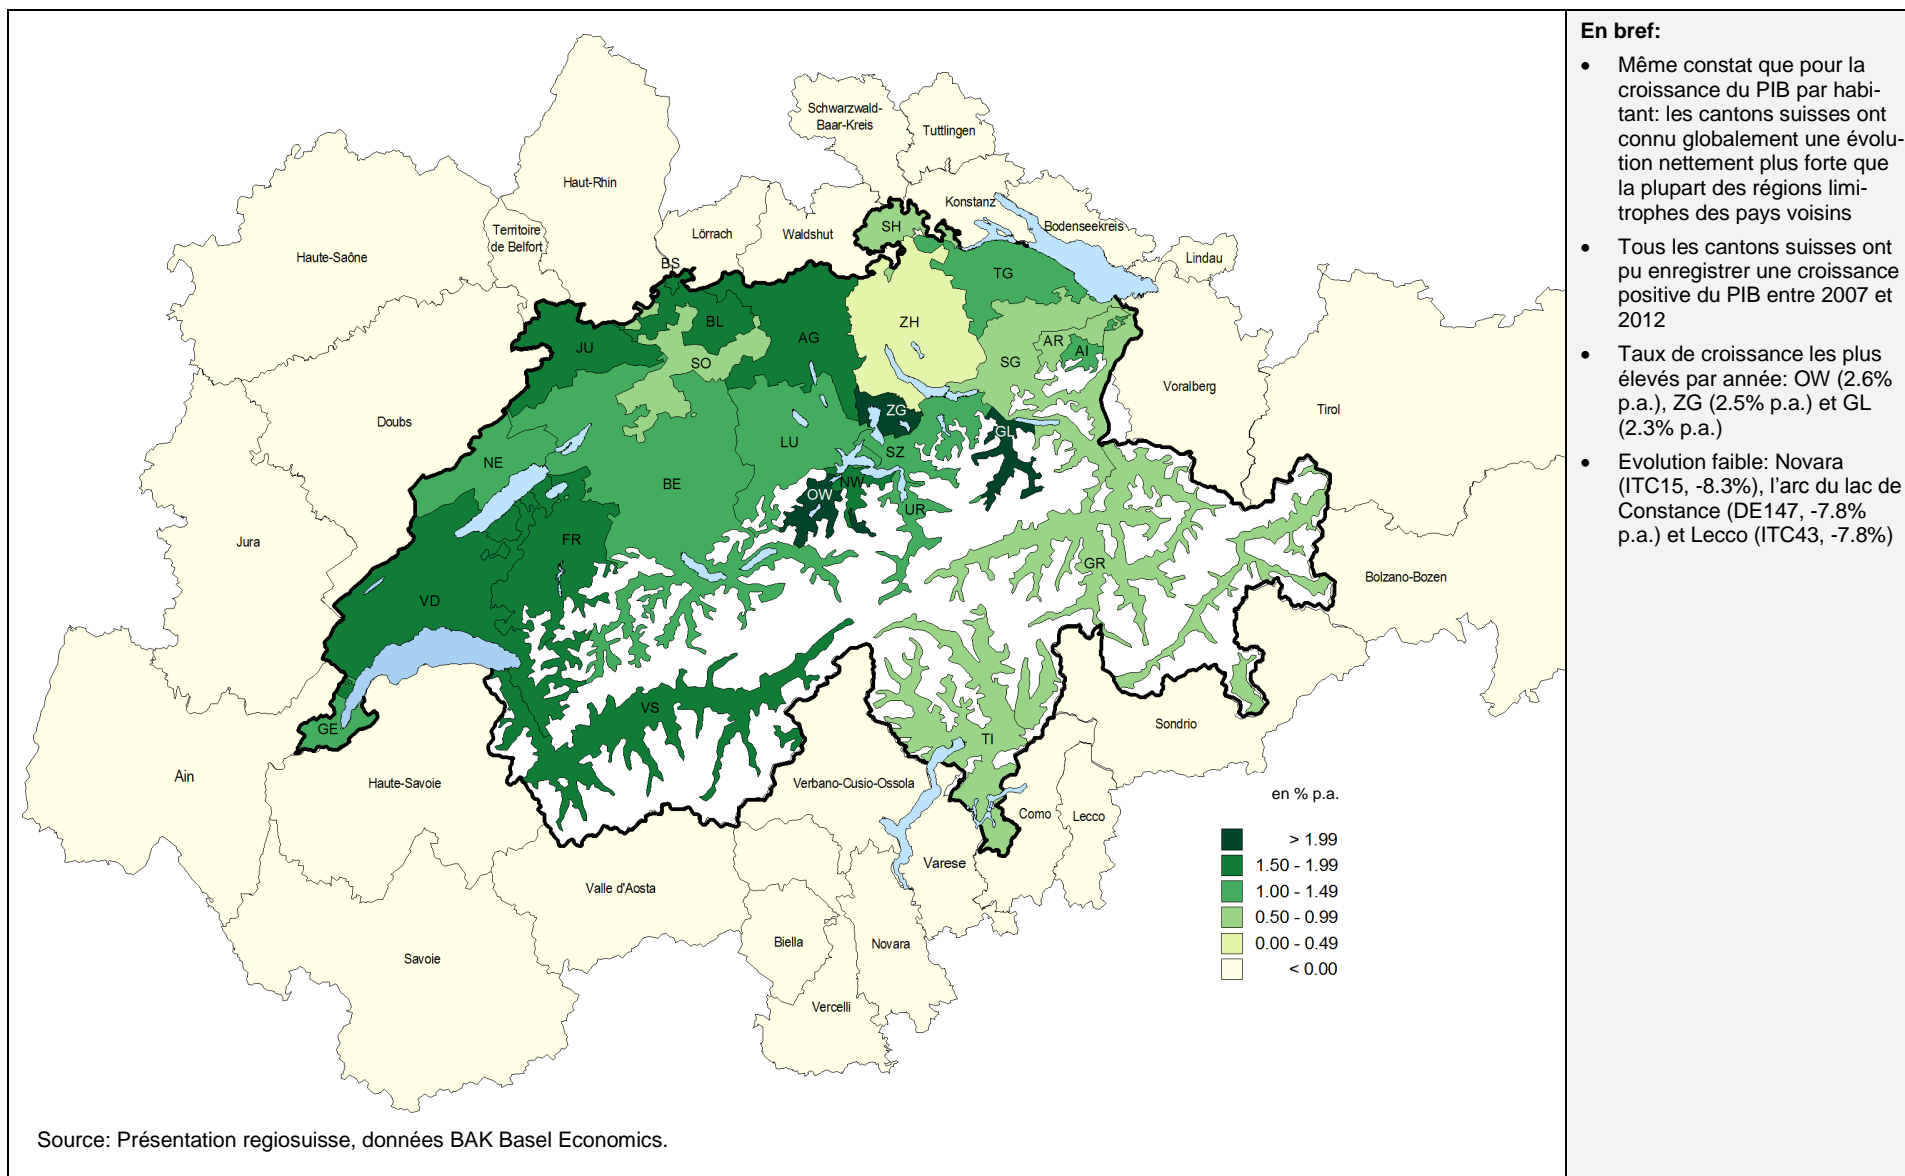 Schwarzwald-
Baar-Kreis
Tuttlingen
Haut-Rhin
Konstanz
Bodenseekreis
SH
Territoire
de Belfort
Lörrach
Waldshut
Haute-Saône
Lindau
BS
TG
BL
AG
ZH
JU
SO
SG
AR
AI
Voralberg
Tirol
Doubs
ZG
GL
LU
SZ
NE
BE
OW
NW
UR
Jura
FR
GR
Bolzano-Bozen
VD
VS
GE
TI
Sondrio
Ain
Haute-Savoie
Verbano-Cusio-Ossola
Como
Lecco
Varese
Valle d'Aosta
Biella
Novara
Savoie
Vercelli
en % p.a.
> 1.99
1.50 - 1.99
1.00 - 1.49
0.50 - 0.99
0.00 - 0.49
< 0.00
Source: Présentation regiosuisse, données BAK Basel Economics.
En bref:
• Même constat que pour la
croissance du PIB par habi-
tant: les cantons suisses ont
connu globalement une évolu-
tion nettement plus forte que
la plupart des régions limi-
trophes des pays voisins
• Tous les cantons suisses ont
pu enregistrer une croissance
positive du PIB entre 2007 et
2012
• Taux de croissance les plus
élevés par année: OW (2.6%
p.a.), ZG (2.5% p.a.) et GL
(2.3% p.a.)
• Evolution faible: Novara
(ITC15, -8.3%), l'arc du lac de
Constance (DE147, -7.8%
p.a.) et Lecco (ITC43, -7.8%)